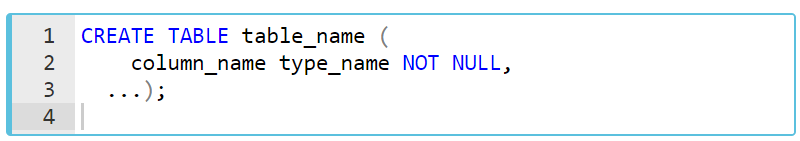 1 CREATE TABLE table_name (
2     column_name type_name NOT NULL,
3   ...);
4